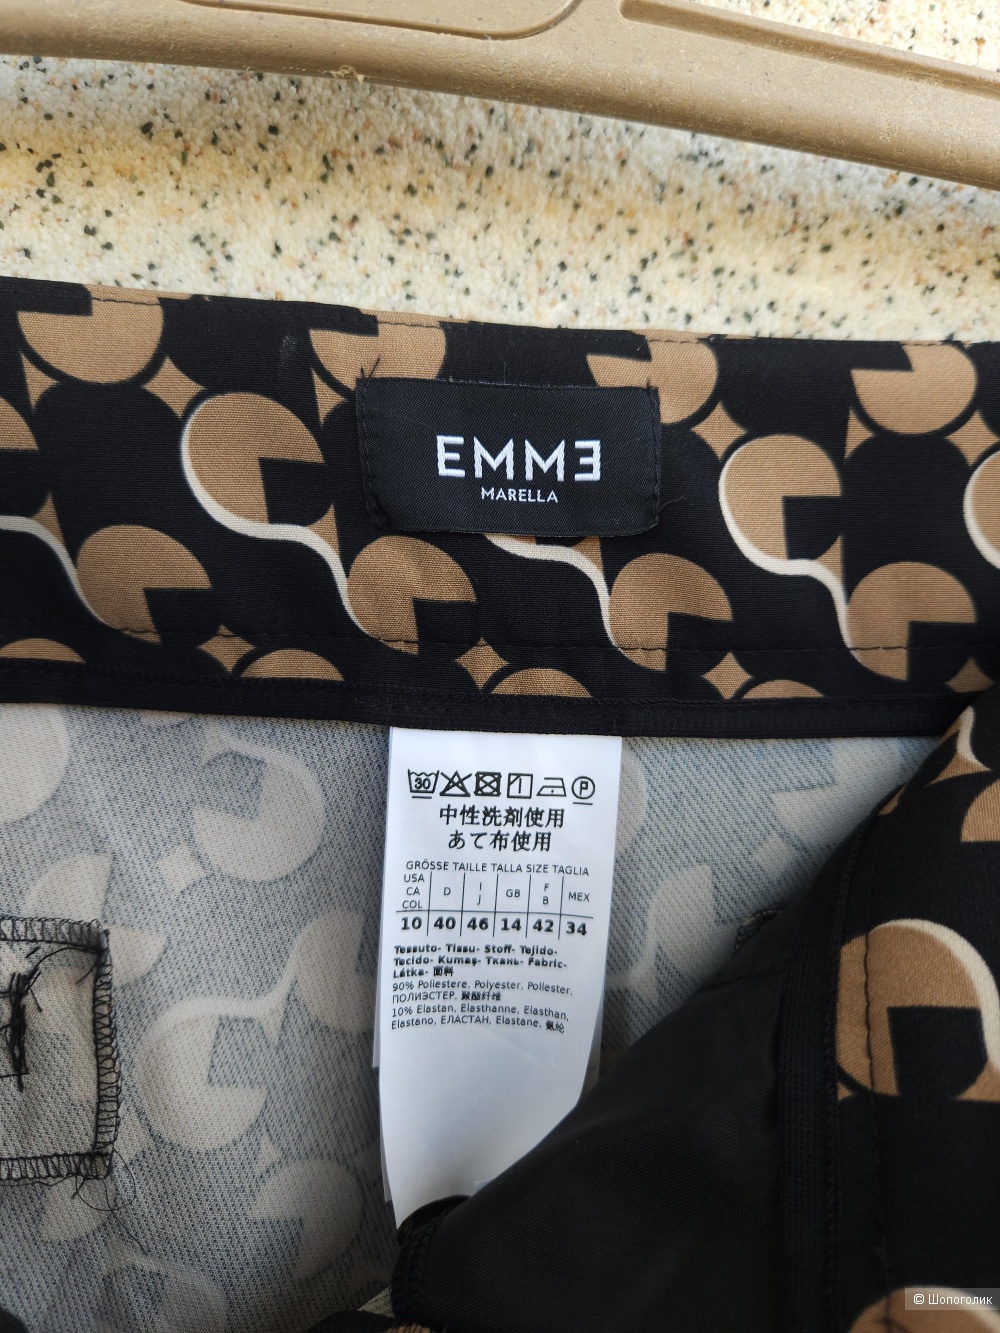 EMMƎ
MARELLA
30
P
中性洗剤使用
あて布使用
GRÖSSE TAILLE TALLA SIZE TAGLIA
USA CA COL D I J GB F B MEX
10 40 46 14 42 34
Tessuto- Tissu- Stoff- Tejido-
Tecido- Kumaş- Ткань- Fabric-
Látka- 面料
90% Poliestere, Polyester, Poliester,
ПОЛИЭСТЕР, 聚酯纤维
10% Elastan, Elasthanne, Elasthan,
Elastano, ЕЛАСТАН, Elastane, 氨纶
© Шопоголик